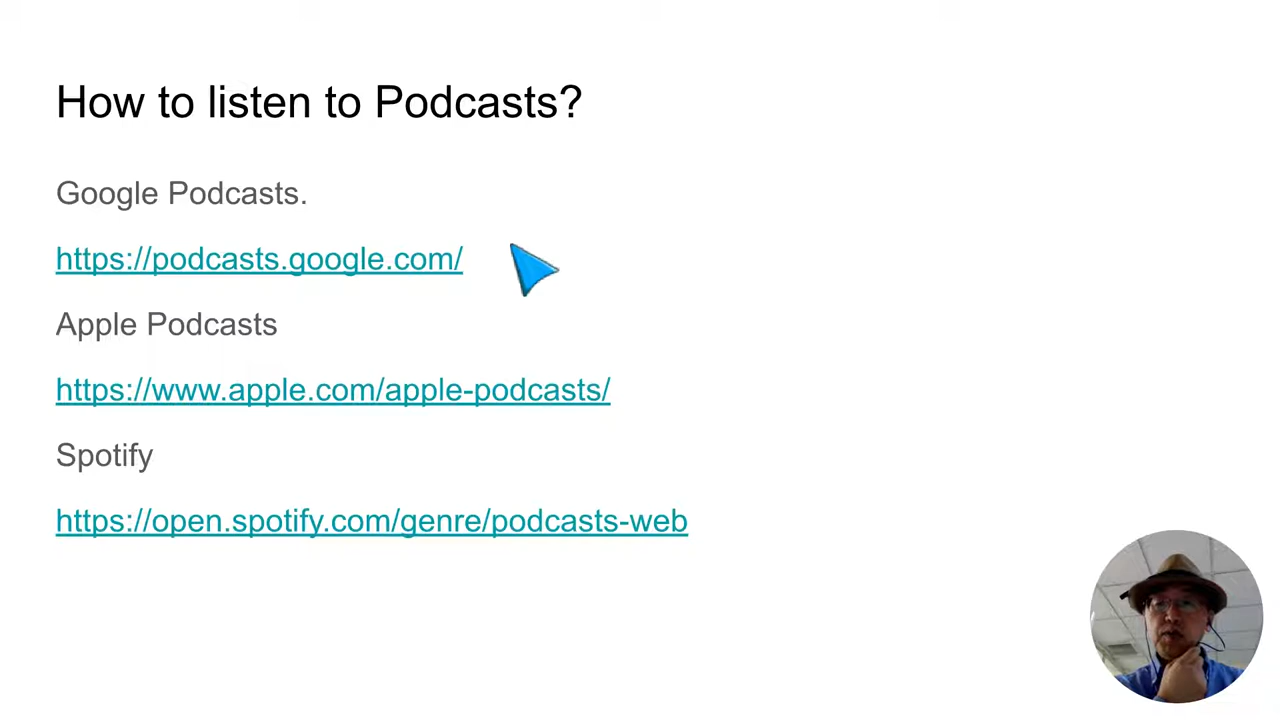 How to listen to Podcasts?
Google Podcasts.
https://podcasts.google.com/
Apple Podcasts
https://www.apple.com/apple-podcasts/
Spotify
https://open.spotify.com/genre/podcasts-web